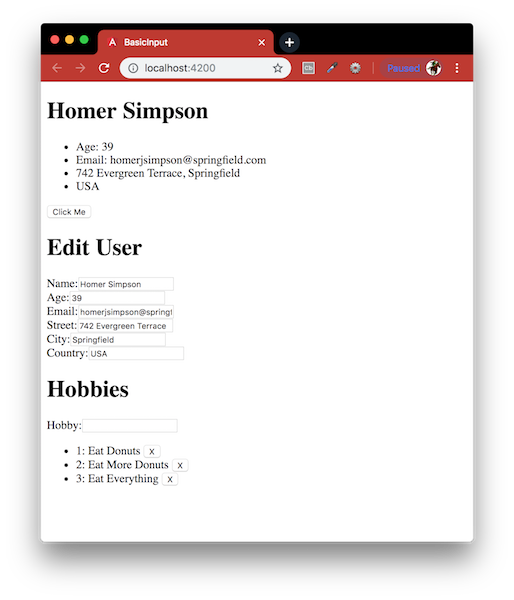 BasicInput
localhost:4200
Paused
Homer Simpson
Age: 39
Email: homerjsimpson@springfield.com
742 Evergreen Terrace, Springfield
USA
Click Me
Edit User
Name: Homer Simpson
Age: 39
Email: homerjsimpson@springf
Street: 742 Evergreen Terrace
City: Springfield
Country: USA
Hobbies
Hobby:
1: Eat Donuts X
2: Eat More Donuts X
3: Eat Everything X